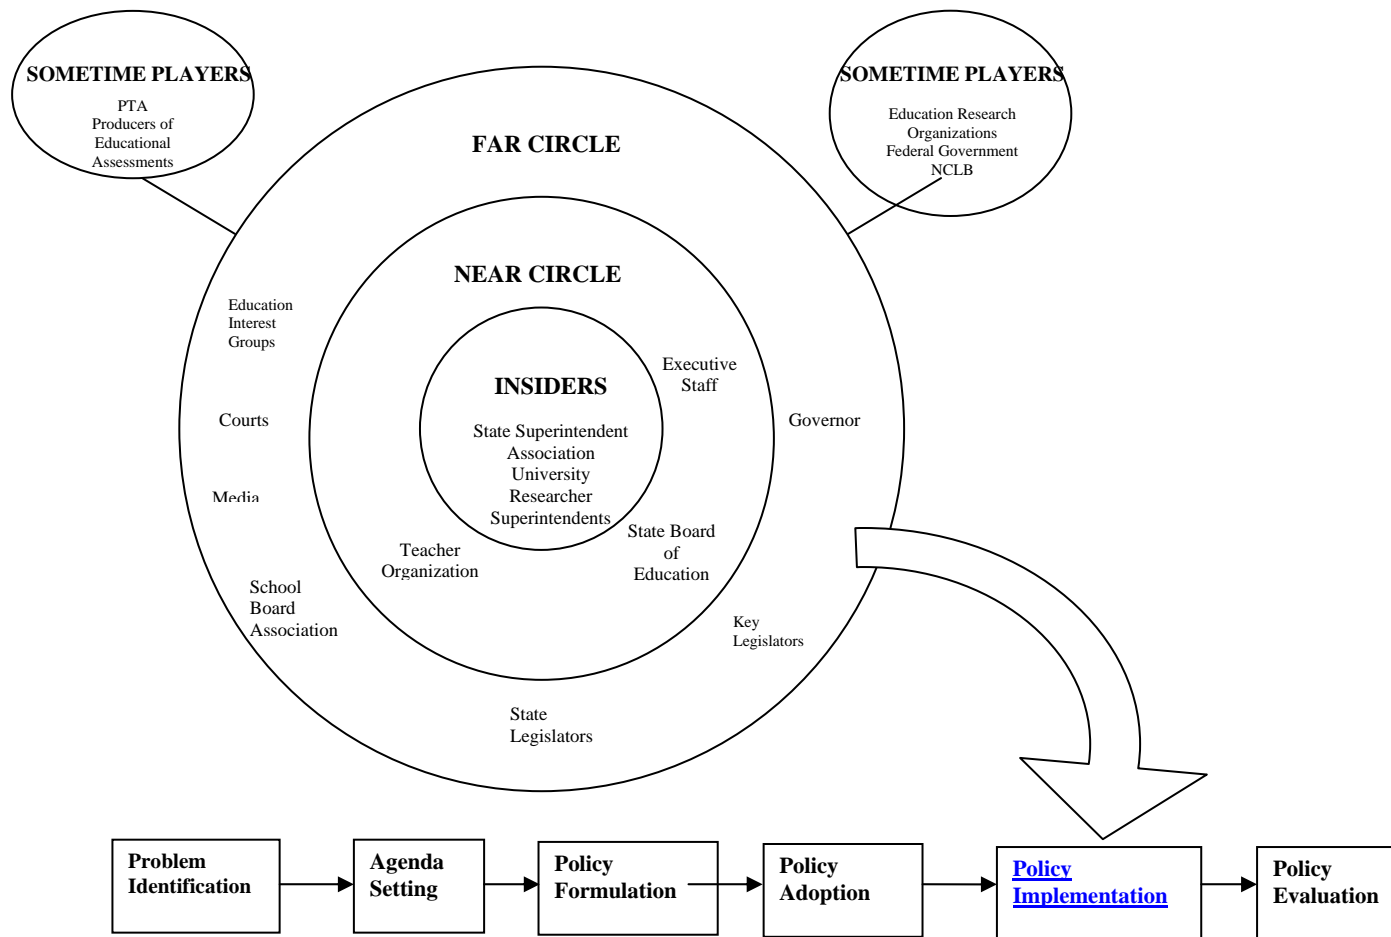 SOMETIME PLAYERS
PTA
Producers of
Educational
Assessments
SOMETIME PLAYERS
Education Research
Organizations
Federal Government
NCLB
FAR CIRCLE
NEAR CIRCLE
INSIDERS
State Superintendent
Association
University
Researcher
Superintendents
Executive
Staff
State Board
of
Education
Teacher
Organization
Education
Interest
Groups
Courts
Media
School
Board
Association
Governor
Key
Legislators
State
Legislators
Problem
Identification
Agenda
Setting
Policy
Formulation
Policy
Adoption
Policy
Implementation
Policy
Evaluation